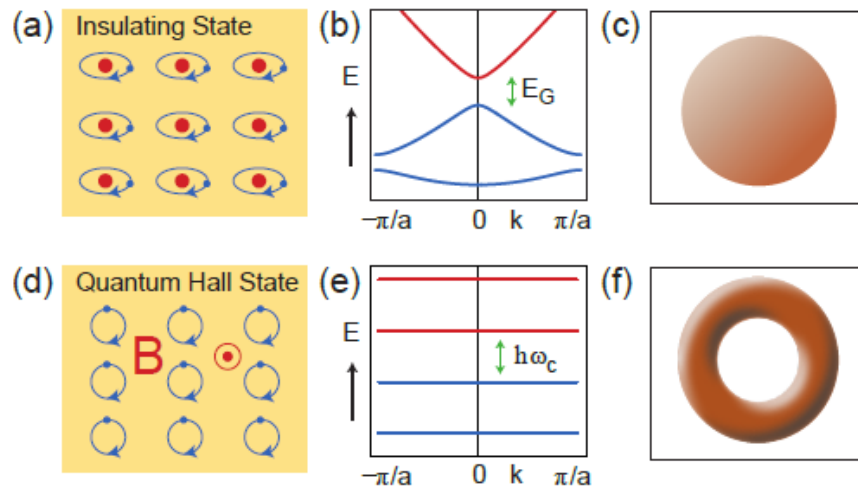 (a) Insulating State
(b)
E
E_G
−π/a 0 k π/a
(c)
(d) Quantum Hall State
B
(e)
E
hω_c
−π/a 0 k π/a
(f)